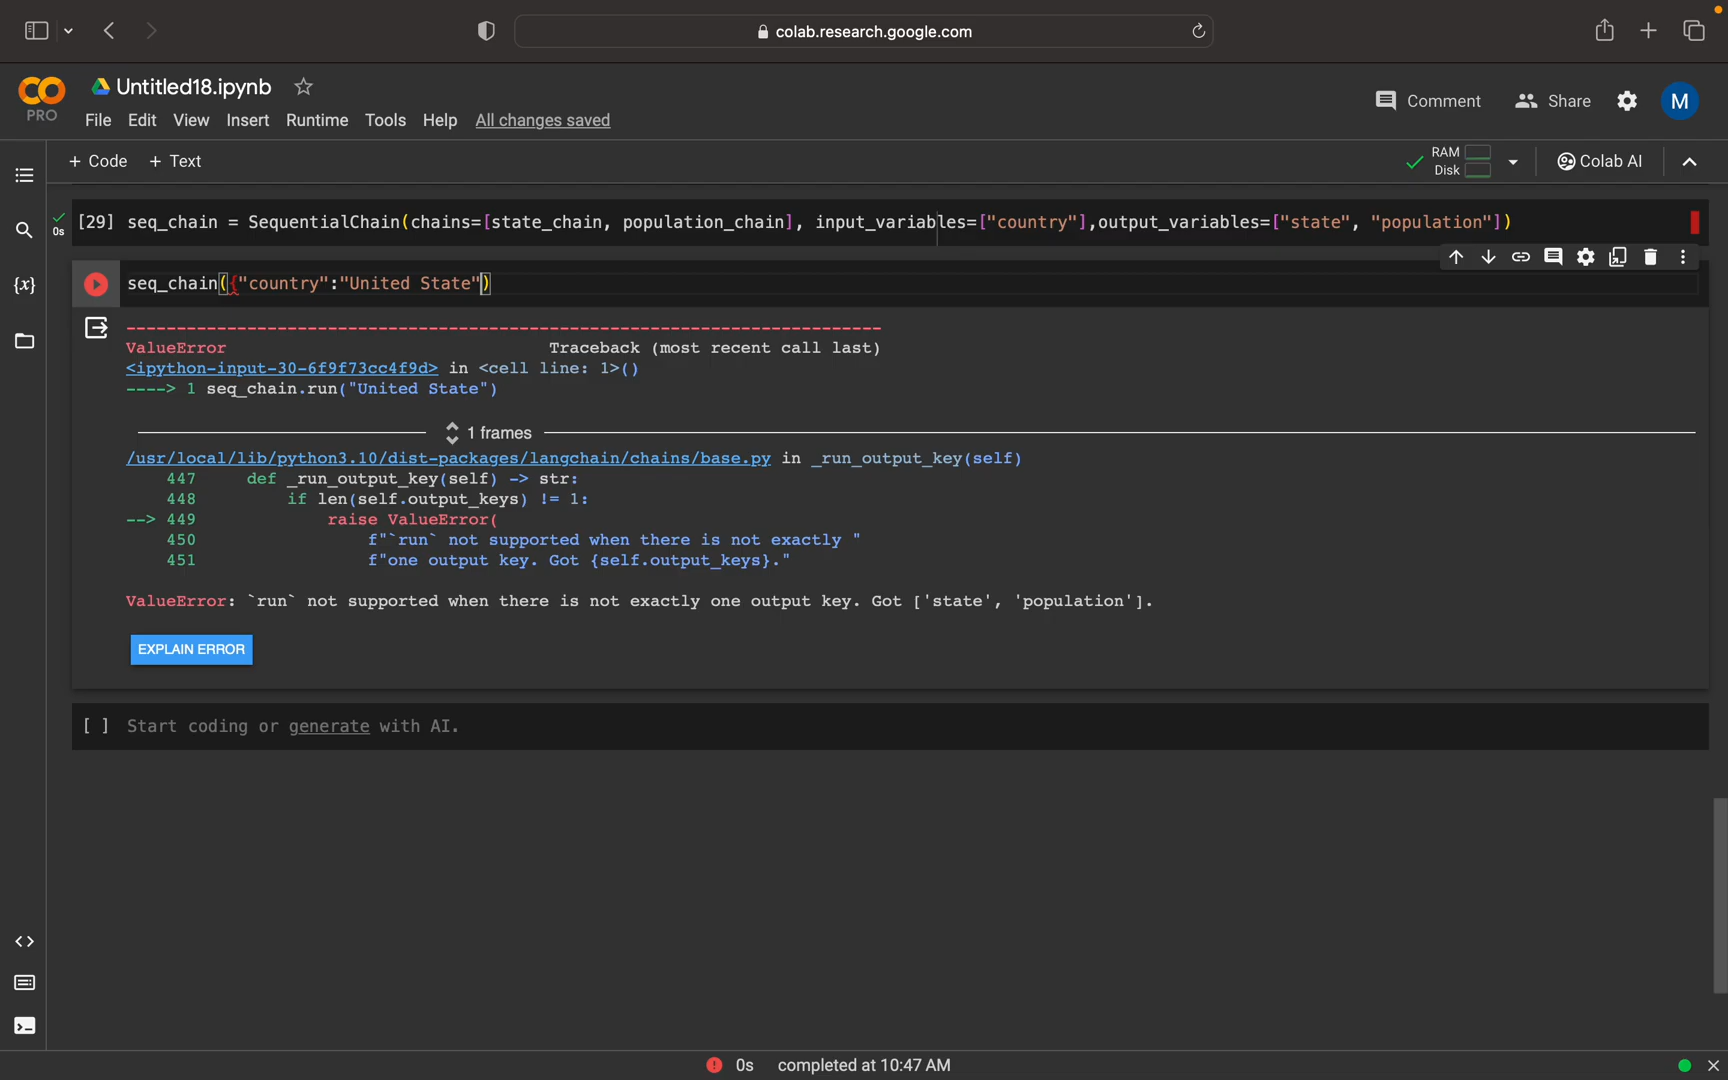 colab.research.google.com
CO PRO
Untitled18.ipynb
File Edit View Insert Runtime Tools Help All changes saved
Comment Share M
+ Code + Text
RAM Disk
Colab AI
0s [29] seq_chain = SequentialChain(chains=[state_chain, population_chain], input_variables=["country"],output_variables=["state", "population"])
{x}
seq_chain({"country":"United State")
---------------------------------------------------------------------------
ValueError Traceback (most recent call last)
<ipython-input-30-6f9f73cc4f9d> in <cell line: 1>()
----> 1 seq_chain.run("United State")
1 frames
/usr/local/lib/python3.10/dist-packages/langchain/chains/base.py in _run_output_key(self)
447 def _run_output_key(self) -> str:
448 if len(self.output_keys) != 1:
--> 449 raise ValueError(
450 f"`run` not supported when there is not exactly "
451 f"one output key. Got {self.output_keys}."
ValueError: `run` not supported when there is not exactly one output key. Got ['state', 'population'].
EXPLAIN ERROR
[ ] Start coding or generate with AI.
0s completed at 10:47 AM